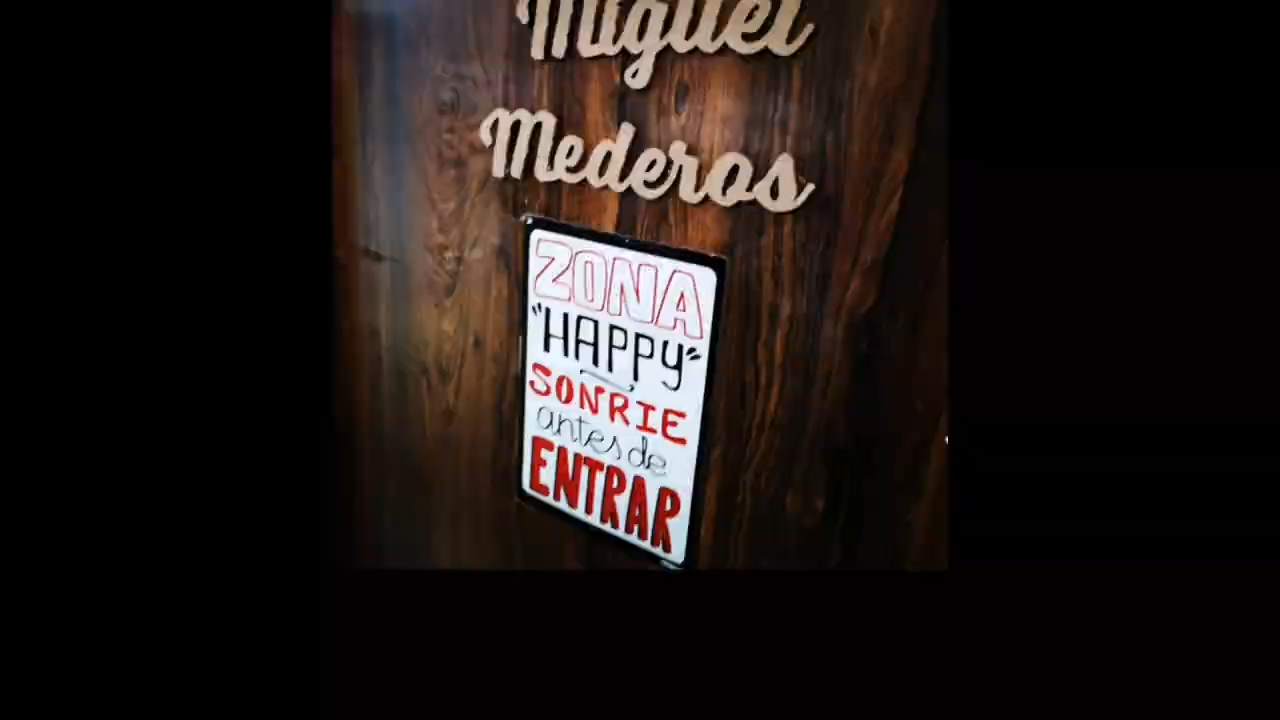 Miguel
Mederos
ZONA
"HAPPY"
SONRIE
antes de
ENTRAR